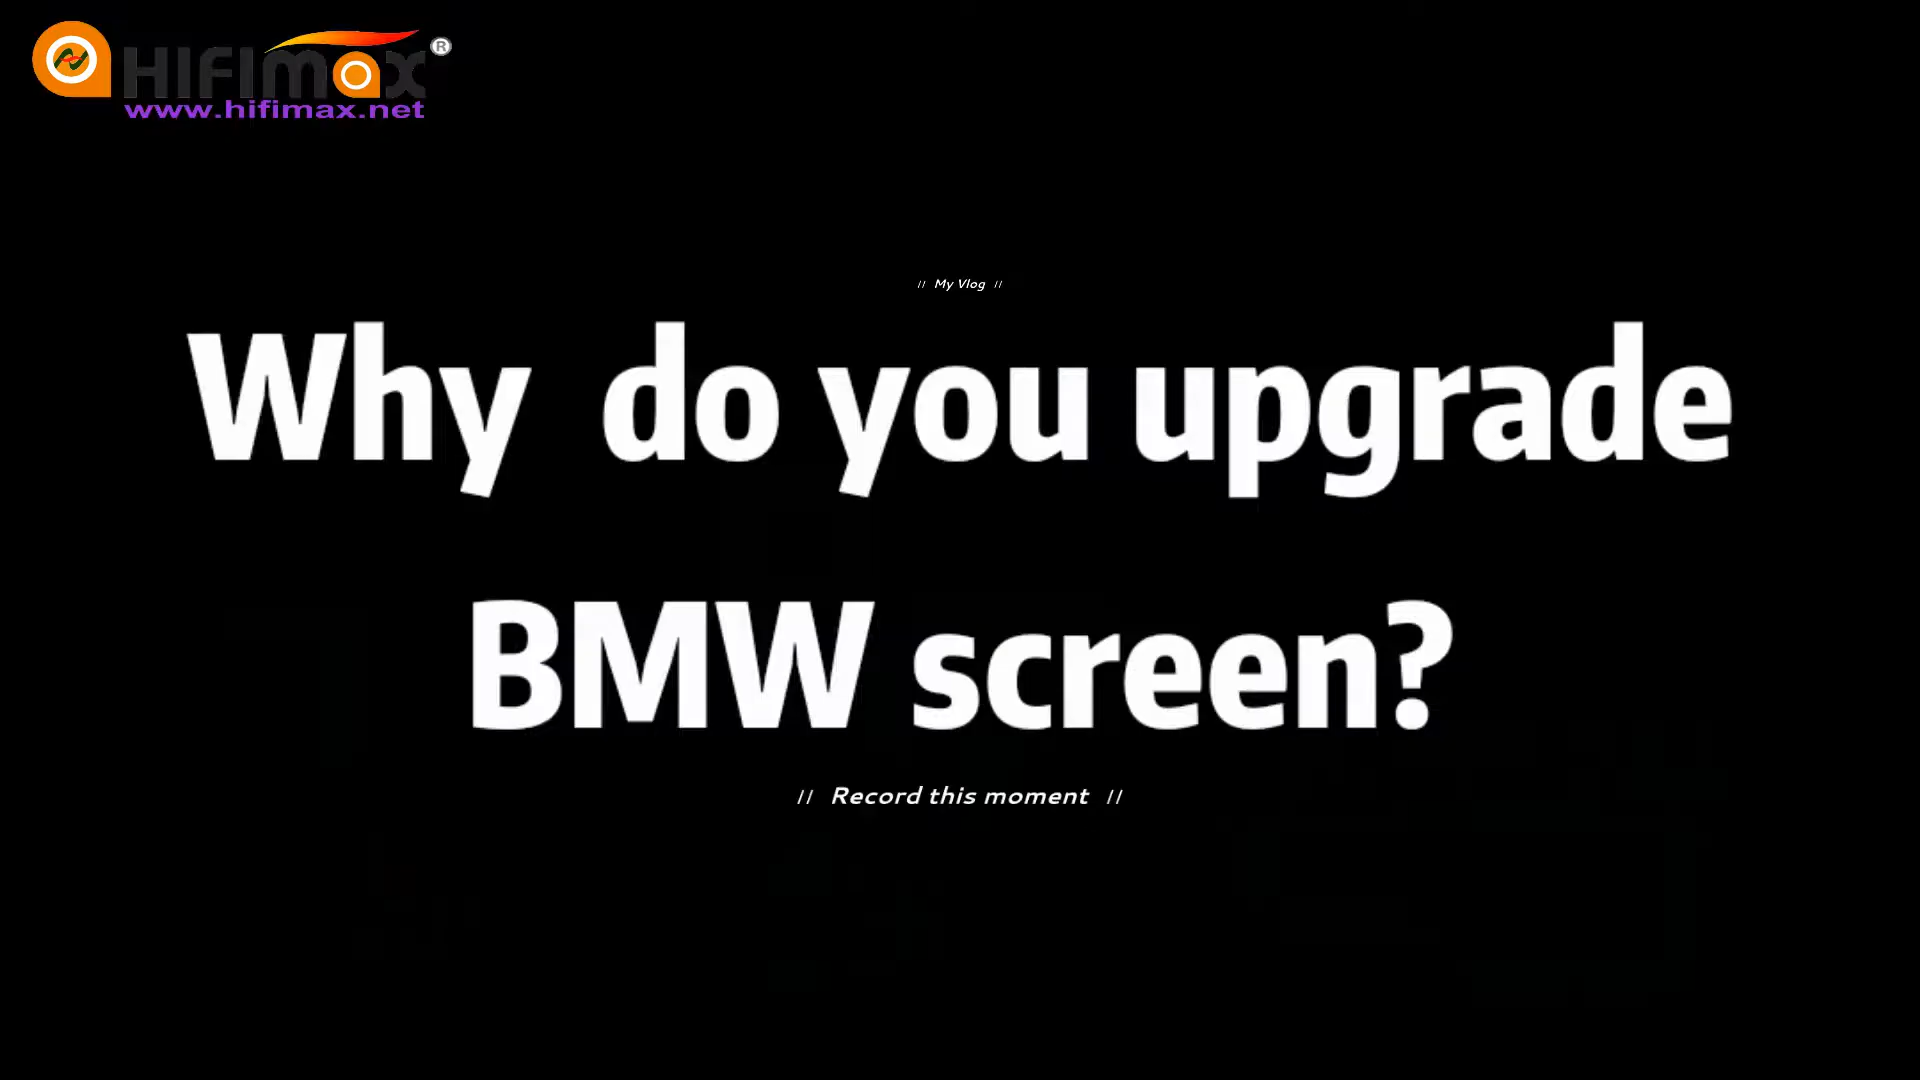 HIFIMAX ®
www.hifimax.net
// My Vlog //
Why do you upgrade
BMW screen?
// Record this moment //